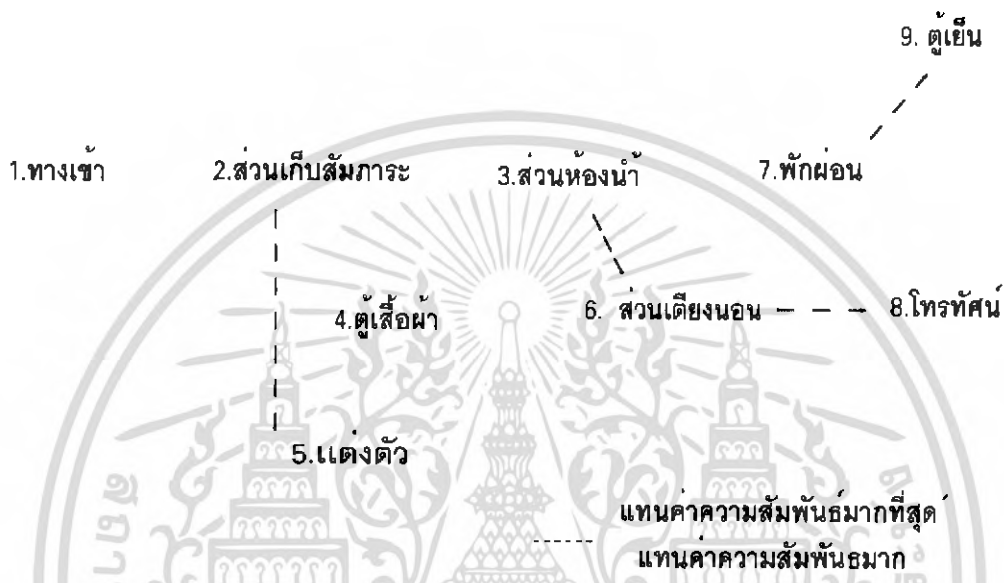 9. ตู้เย็น
1.ทางเข้า 2.ส่วนเก็บสัมภาระ 3.ส่วนห้องน้ำ 7.พักผ่อน
4.ตู้เสื้อผ้า 6. ส่วนเตียงนอน 8.โทรทัศน์
5.แต่งตัว
แทนค่าความสัมพันธ์มากที่สุด
แทนค่าความสัมพันธมาก